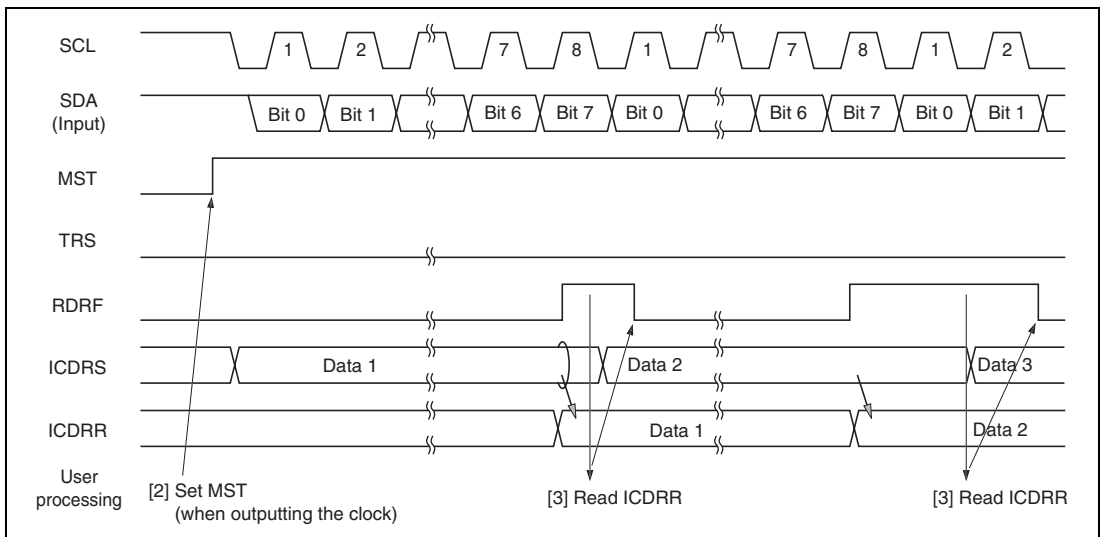 SCL
1 2 7 8 1 7 8 1 2
SDA
(Input)
Bit 0 Bit 1 Bit 6 Bit 7 Bit 0 Bit 6 Bit 7 Bit 0 Bit 1
MST
TRS
RDRF
ICDRS
Data 1 Data 2 Data 3
ICDRR
Data 1 Data 2
User
processing
[2] Set MST
(when outputting the clock)
[3] Read ICDRR
[3] Read ICDRR